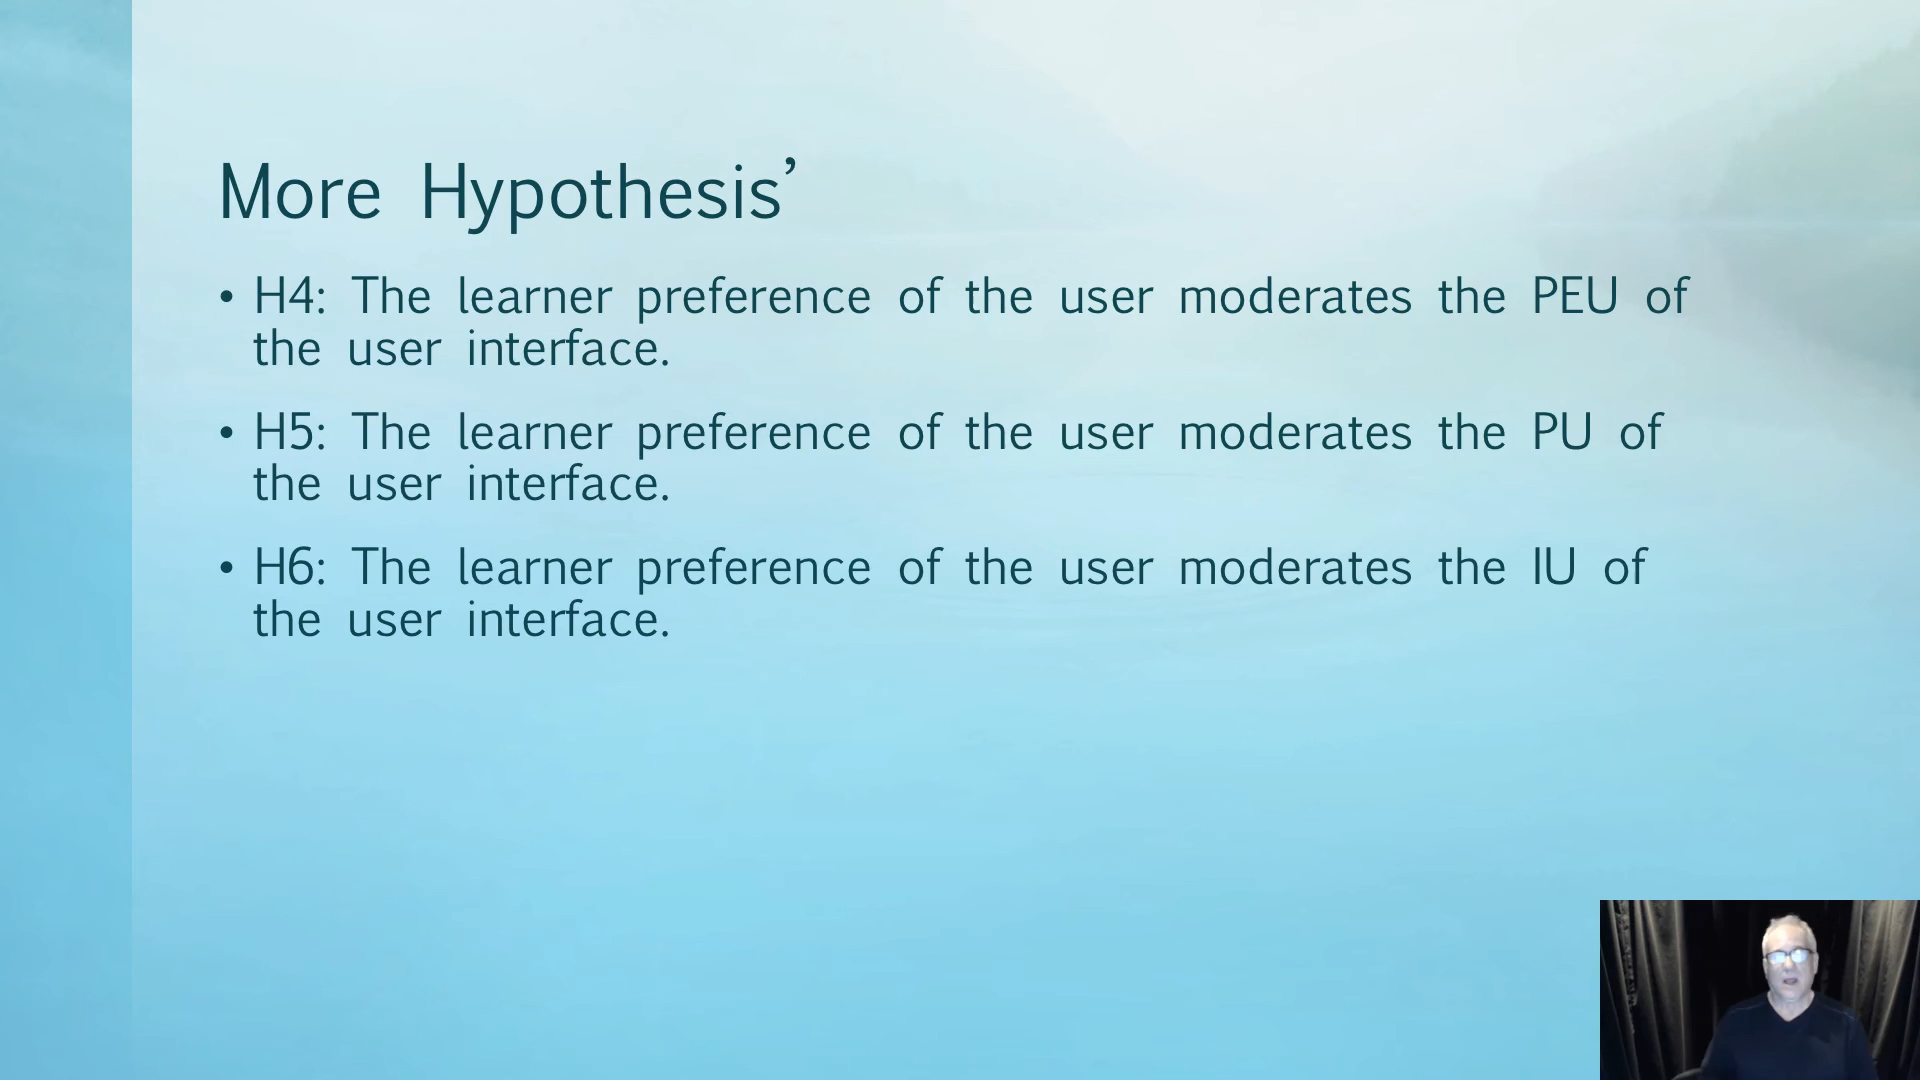 More Hypothesis’
• H4: The learner preference of the user moderates the PEU of
the user interface.
• H5: The learner preference of the user moderates the PU of
the user interface.
• H6: The learner preference of the user moderates the IU of
the user interface.